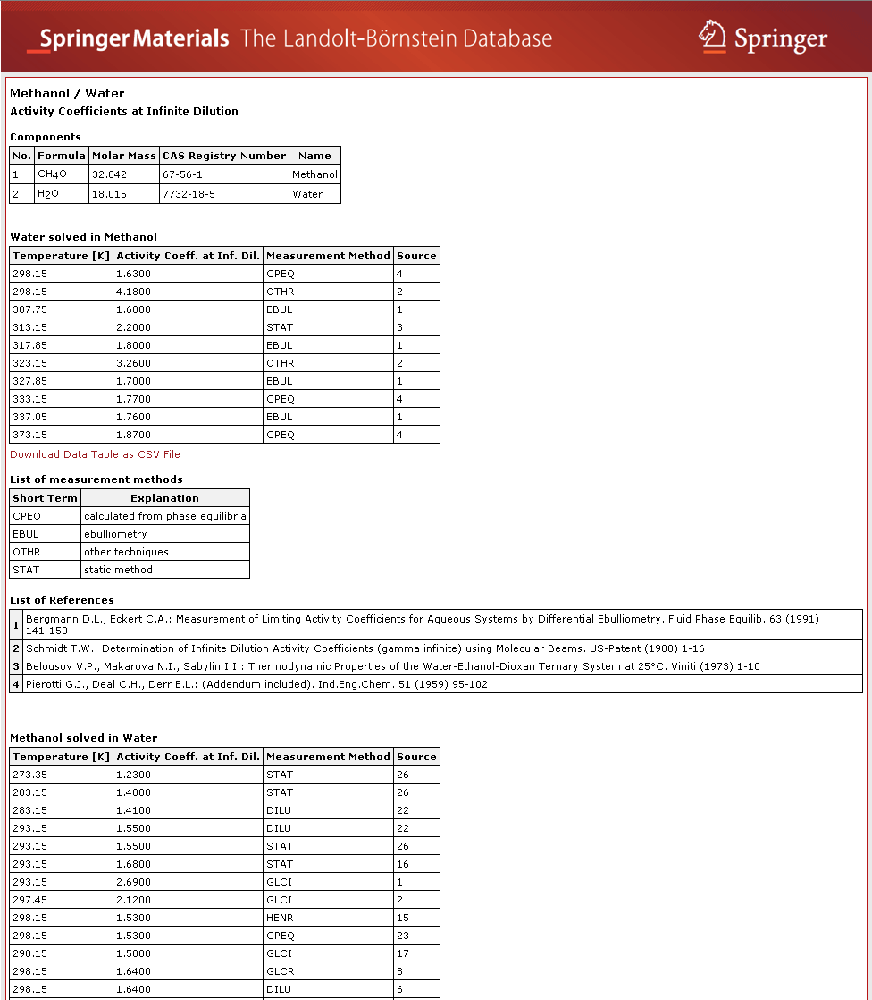 SpringerMaterials The Landolt-Börnstein Database
Springer
Methanol / Water
Activity Coefficients at Infinite Dilution
Components
No. Formula Molar Mass CAS Registry Number Name
1 CH4O 32.042 67-56-1 Methanol
2 H2O 18.015 7732-18-5 Water
Water solved in Methanol
Temperature [K] Activity Coeff. at Inf. Dil. Measurement Method Source
298.15 1.6300 CPEQ 4
298.15 4.1800 OTHR 2
307.75 1.6000 EBUL 1
313.15 2.2000 STAT 3
317.85 1.8000 EBUL 1
323.15 3.2600 OTHR 2
327.85 1.7000 EBUL 1
333.15 1.7700 CPEQ 4
337.05 1.7600 EBUL 1
373.15 1.8700 CPEQ 4
Download Data Table as CSV File
List of measurement methods
Short Term Explanation
CPEQ calculated from phase equilibria
EBUL ebulliometry
OTHR other techniques
STAT static method
List of References
1 Bergmann D.L., Eckert C.A.: Measurement of Limiting Activity Coefficients for Aqueous Systems by Differential Ebulliometry. Fluid Phase Equilib. 63 (1991)
141-150
2 Schmidt T.W.: Determination of Infinite Dilution Activity Coefficients (gamma infinite) using Molecular Beams. US-Patent (1980) 1-16
3 Belousov V.P., Makarova N.I., Sabylin I.I.: Thermodynamic Properties of the Water-Ethanol-Dioxan Ternary System at 25°C. Viniti (1973) 1-10
4 Pierotti G.J., Deal C.H., Derr E.L.: (Addendum included). Ind.Eng.Chem. 51 (1959) 95-102
Methanol solved in Water
Temperature [K] Activity Coeff. at Inf. Dil. Measurement Method Source
273.35 1.2300 STAT 26
283.15 1.4000 STAT 26
283.15 1.4100 DILU 22
293.15 1.5500 DILU 22
293.15 1.5500 STAT 26
293.15 1.6800 STAT 16
293.15 2.6900 GLCI 1
297.45 2.1200 GLCI 2
298.15 1.5300 HENR 15
298.15 1.5300 CPEQ 23
298.15 1.5800 GLCI 17
298.15 1.6400 GLCR 8
298.15 1.6400 DILU 6